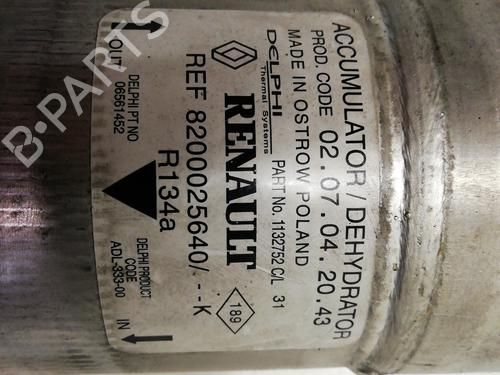 ACCUMULATOR/DEHYDRATOR
PROD. CODE 02.07.04.20.43
MADE IN OSTROW POLAND
DELPHI PART No. 1132752 C/L 31
Thermal Systems
RENAULT
REF 8200025640/--K
R134a
189
DELPHI PT NO
06561452
OUT
DELPHI PRODUCT
CODE
ADL-333-00
IN
B-PARTS